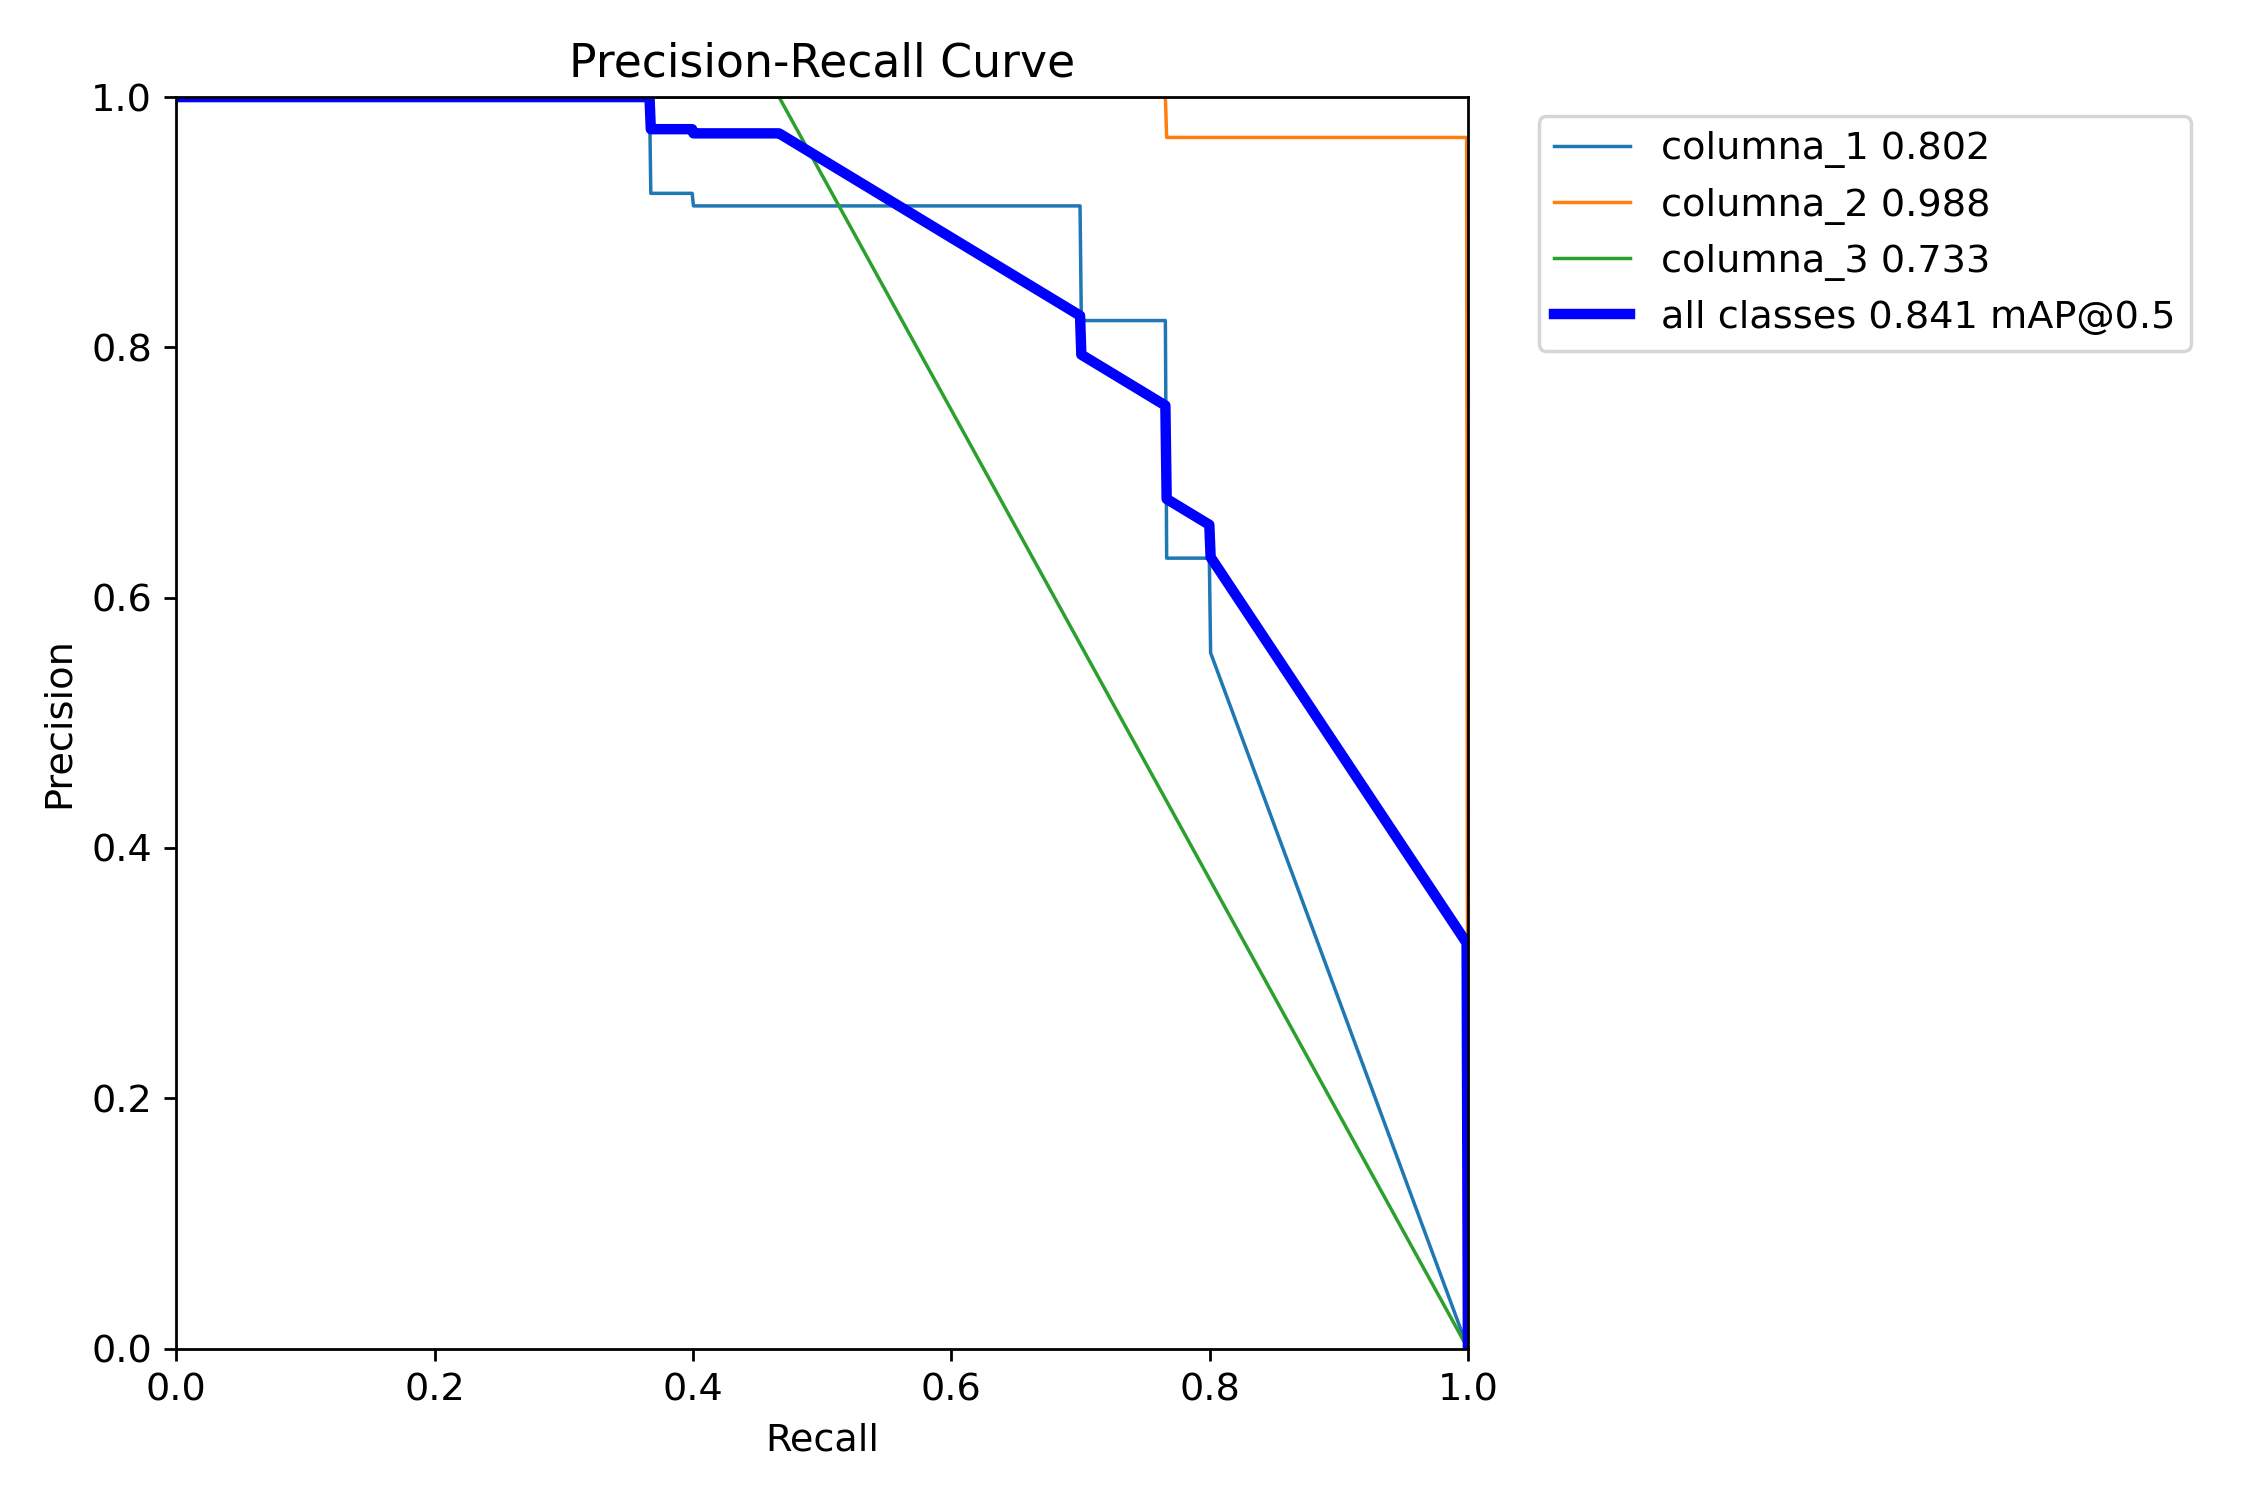 Precision-Recall Curve
1.0
0.8
0.6
0.4
0.2
0.0
Precision
0.0 0.2 0.4 0.6 0.8 1.0
Recall
columna_1 0.802
columna_2 0.988
columna_3 0.733
all classes 0.841 mAP@0.5